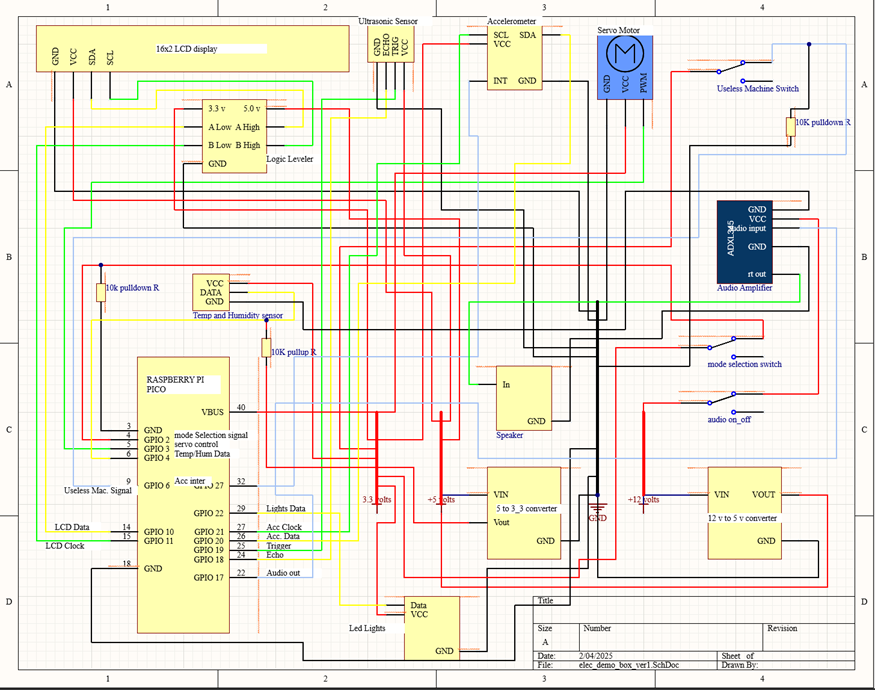 1 2 3 4
A
B
C
D
A
B
C
D
16x2 LCD display
GND VCC SDA SCL
Ultrasonic Sensor
GND ECHO TRIG VCC
Accelerometer
SCL SDA
VCC
INT GND
Servo Motor
M
GND VCC PWM
Useless Machine Switch
10K pulldown R
3.3 v 5.0 v
A Low A High
B Low B High
GND
Logic Leveler
GND
VCC
Audio input
GND
rt out
ADXL345
Audio Amplifier
10k pulldown R
VCC
DATA
GND
Temp and Humidity sensor
10K pullup R
mode selection switch
audio on_off
In
GND
Speaker
RASPBERRY PI
PICO
VBUS 40
3 GND
4 GPIO 2 mode Selection signal
5 GPIO 3 servo control
6 GPIO 4 Temp/Hum Data
9 GPIO 6 Acc inter GPIO 27 32
Useless Mac. Signal
GPIO 22 29 Lights Data
LCD Data 14 GPIO 10 GPIO 21 27 Acc Clock
LCD Clock 15 GPIO 11 GPIO 20 26 Acc. Data
GPIO 19 25 Trigger
GPIO 18 24 Echo
18 GND GPIO 17 22 Audio out
3.3 volts
+5 volts
VIN
5 to 3_3 converter
Vout
GND
GND
+12 volts
VIN VOUT
12 v to 5 v converter
GND
Data
VCC
GND
Led Lights
Title
Size Number Revision
A
Date: 2/04/2025 Sheet of
File: elec_demo_box_ver1.SchDoc Drawn By:
1 2 3 4